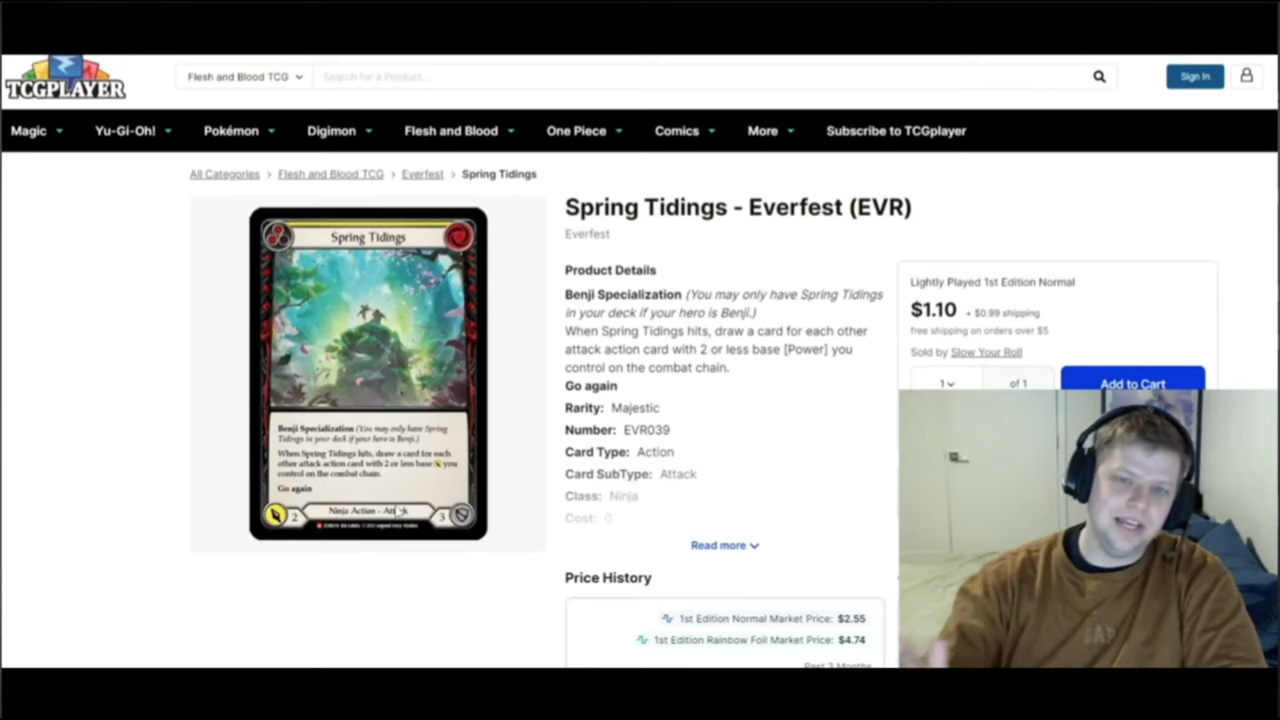 TCGPLAYER
Flesh and Blood TCG
Search for a Product...
Sign In
Magic Yu-Gi-Oh! Pokémon Digimon Flesh and Blood One Piece Comics More Subscribe to TCGplayer
All Categories > Flesh and Blood TCG > Everfest > Spring Tidings
Spring Tidings
Benji Specialization (You may only have Spring
Tidings in your deck if your hero is Benji.)
When Spring Tidings hits, draw a card for each
other attack action card with 2 or less base you
control on the combat chain.
Go again
2 Ninja Action - Attack 3
Spring Tidings - Everfest (EVR)
Everfest
Product Details
Benji Specialization (You may only have Spring Tidings
in your deck if your hero is Benji.)
When Spring Tidings hits, draw a card for each other
attack action card with 2 or less base [Power] you
control on the combat chain.
Go again
Rarity: Majestic
Number: EVR039
Card Type: Action
Card SubType: Attack
Class: Ninja
Cost: 0
Read more
Price History
1st Edition Normal Market Price: $2.55
1st Edition Rainbow Foil Market Price: $4.74
Past 3 Months
Lightly Played 1st Edition Normal
$1.10 + $0.99 shipping
free shipping on orders over $5
Sold by Slow Your Roll
1 of 1
Add to Cart
GAP